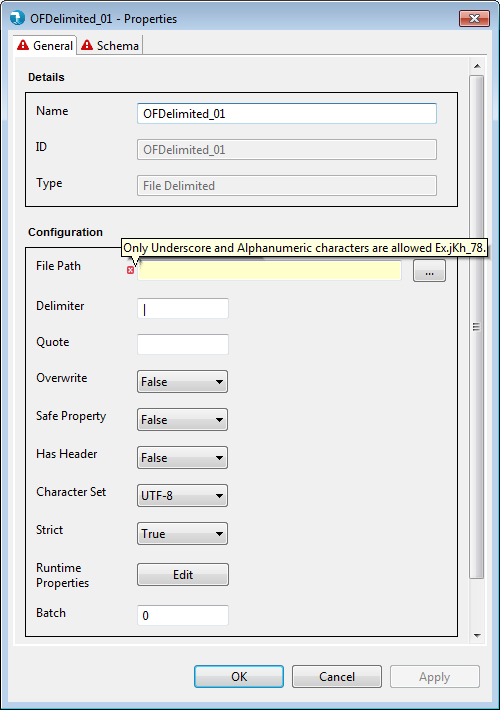 OFDelimited_01 - Properties
General
Schema
Details
Name
OFDelimited_01
ID
OFDelimited_01
Type
File Delimited
Configuration
Only Underscore and Alphanumeric characters are allowed Ex.jKh_78.
File Path
...
Delimiter
|
Quote
Overwrite
False
Safe Property
False
Has Header
False
Character Set
UTF-8
Strict
True
Runtime
Properties
Edit
Batch
0
OK
Cancel
Apply